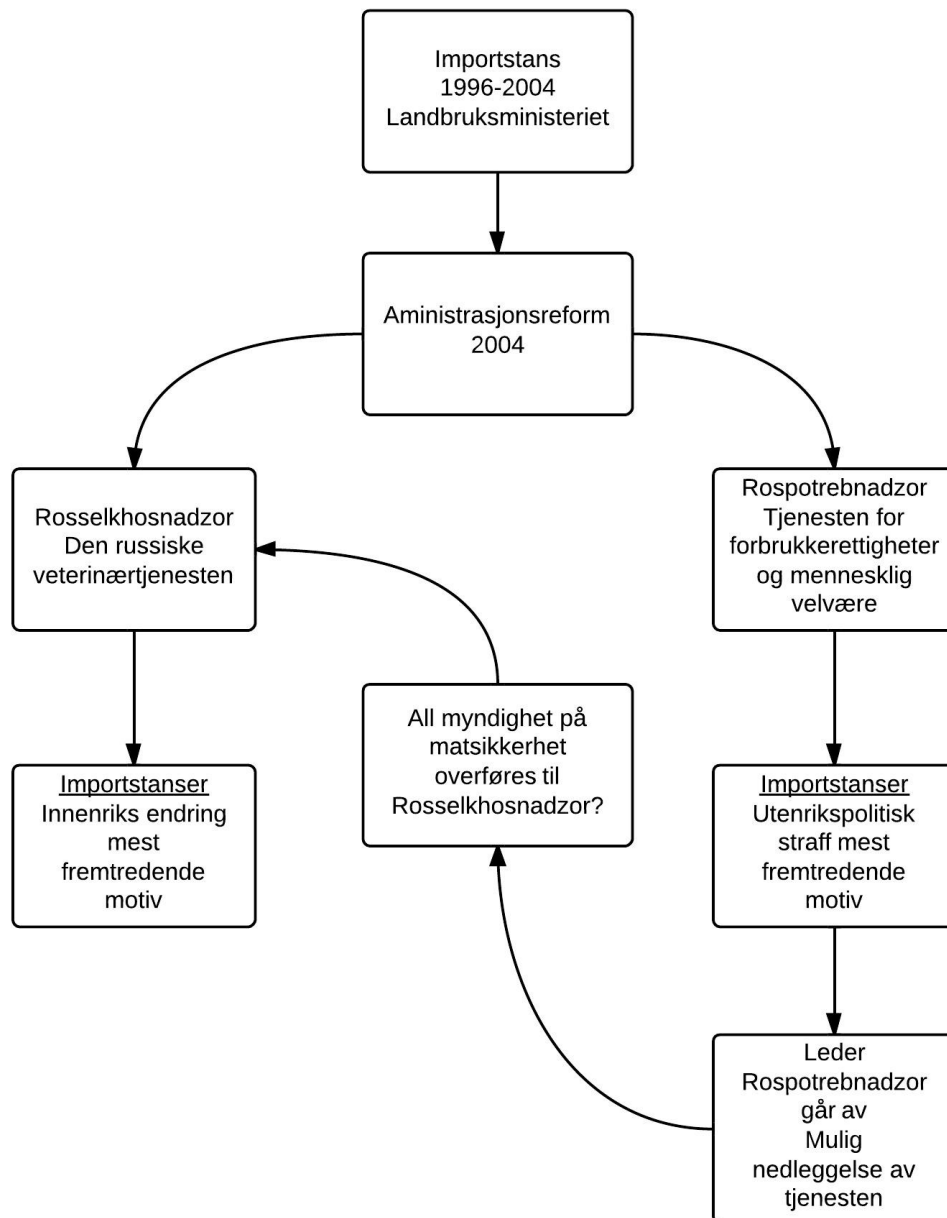 Importstans
1996-2004
Landbruksministeriet
Aministrasjonsreform
2004
Rosselkhosnadzor
Den russiske
veterinærtjenesten
Rospotrebnadzor
Tjenesten for
forbrukkerettigheter
og mennesklig
velvære
All myndighet på
matsikkerhet
overføres til
Rosselkhosnadzor?
Importstanser
Innenriks endring
mest
fremtredende
motiv
Importstanser
Utenrikspolitisk
straff mest
fremtredende
motiv
Leder
Rospotrebnadzor
går av
Mulig
nedleggelse av
tjenesten